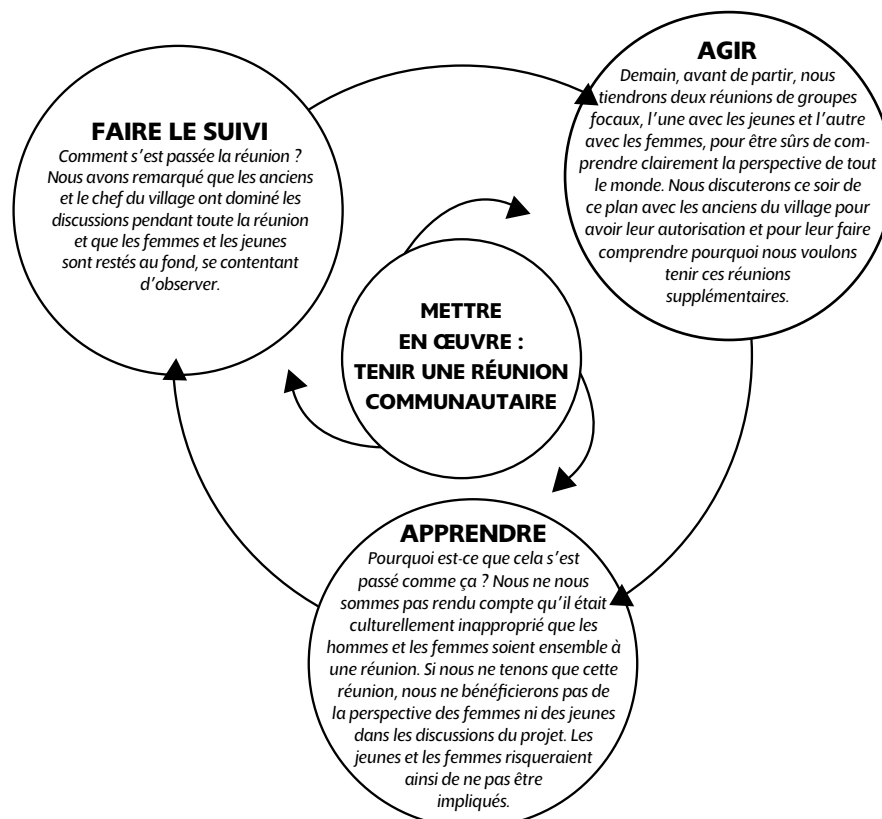 FAIRE LE SUIVI
Comment s'est passée la réunion ?
Nous avons remarqué que les anciens
et le chef du village ont dominé les
discussions pendant toute la réunion
et que les femmes et les jeunes
sont restés au fond, se contentant
d'observer.
AGIR
Demain, avant de partir, nous
tiendrons deux réunions de groupes
focaux, l'une avec les jeunes et l'autre
avec les femmes, pour être sûrs de com-
prendre clairement la perspective de tout
le monde. Nous discuterons ce soir de
ce plan avec les anciens du village pour
avoir leur autorisation et pour leur faire
comprendre pourquoi nous voulons
tenir ces réunions
supplémentaires.
METTRE
EN ŒUVRE :
TENIR UNE RÉUNION
COMMUNAUTAIRE
APPRENDRE
Pourquoi est-ce que cela s'est
passé comme ça ? Nous ne nous
sommes pas rendu compte qu'il était
culturellement inapproprié que les
hommes et les femmes soient ensemble à
une réunion. Si nous ne tenons que cette
réunion, nous ne bénéficierons pas de
la perspective des femmes ni des jeunes
dans les discussions du projet. Les
jeunes et les femmes risqueraient
ainsi de ne pas être
impliqués.